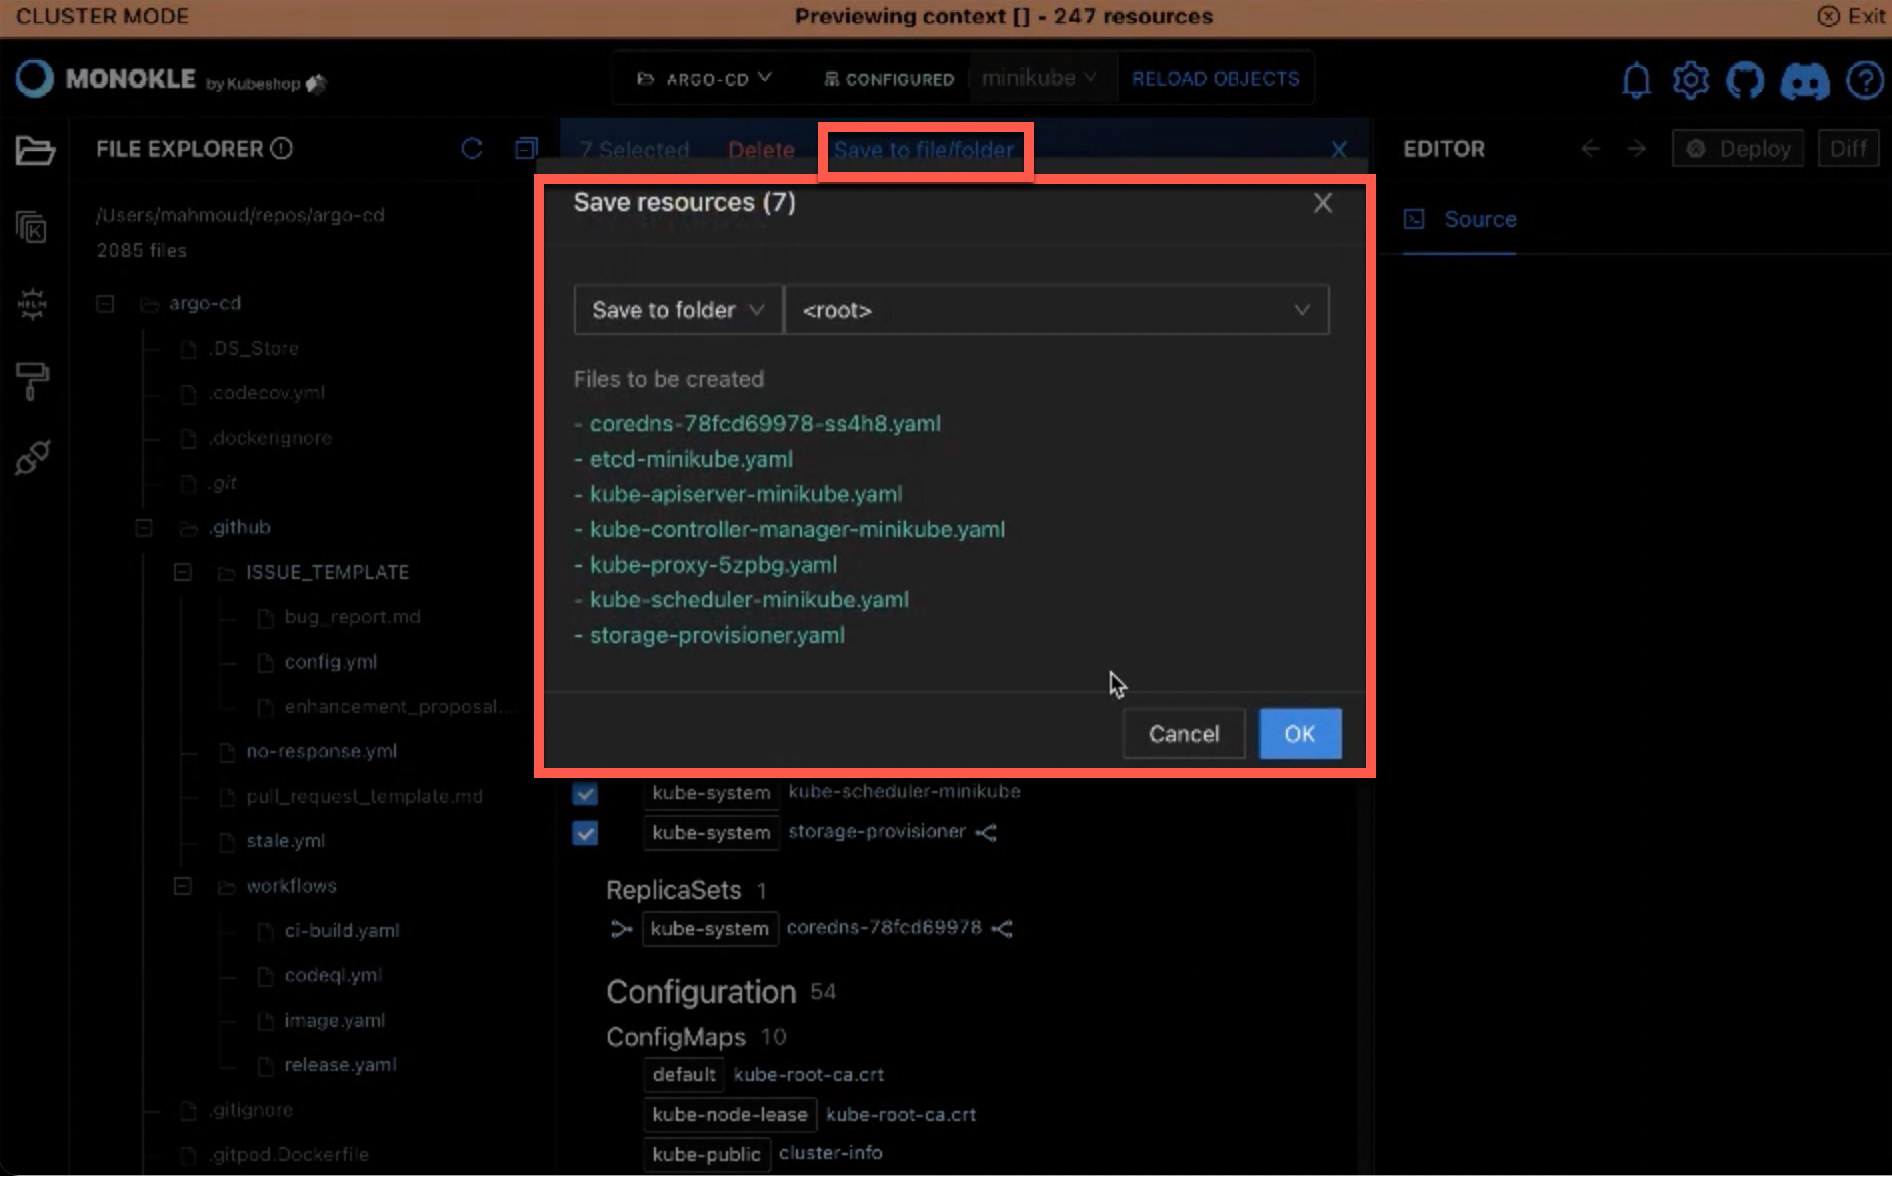 CLUSTER MODE
Previewing context [] - 247 resources
Exit
MONOKLE by Kubeshop
ARGO-CD
CONFIGURED
minikube
RELOAD OBJECTS
FILE EXPLORER
7 Selected
Delete
Save to file/folder
EDITOR
Deploy
Diff
Source
/Users/mahmoud/repos/argo-cd
2085 files
HELM
argo-cd
.DS_Store
.codecov.yml
.dockerignore
.git
.github
ISSUE_TEMPLATE
bug_report.md
config.yml
enhancement_proposal....
no-response.yml
pull_request_template.md
stale.yml
workflows
ci-build.yaml
codeql.yml
image.yaml
release.yaml
.gitignore
.gitpod.Dockerfile
Save resources (7)
Save to folder
<root>
Files to be created
- coredns-78fcd69978-ss4h8.yaml
- etcd-minikube.yaml
- kube-apiserver-minikube.yaml
- kube-controller-manager-minikube.yaml
- kube-proxy-5zpbg.yaml
- kube-scheduler-minikube.yaml
- storage-provisioner.yaml
Cancel
OK
kube-system kube-scheduler-minikube
kube-system storage-provisioner
ReplicaSets 1
kube-system coredns-78fcd69978
Configuration 54
ConfigMaps 10
default kube-root-ca.crt
kube-node-lease kube-root-ca.crt
kube-public cluster-info